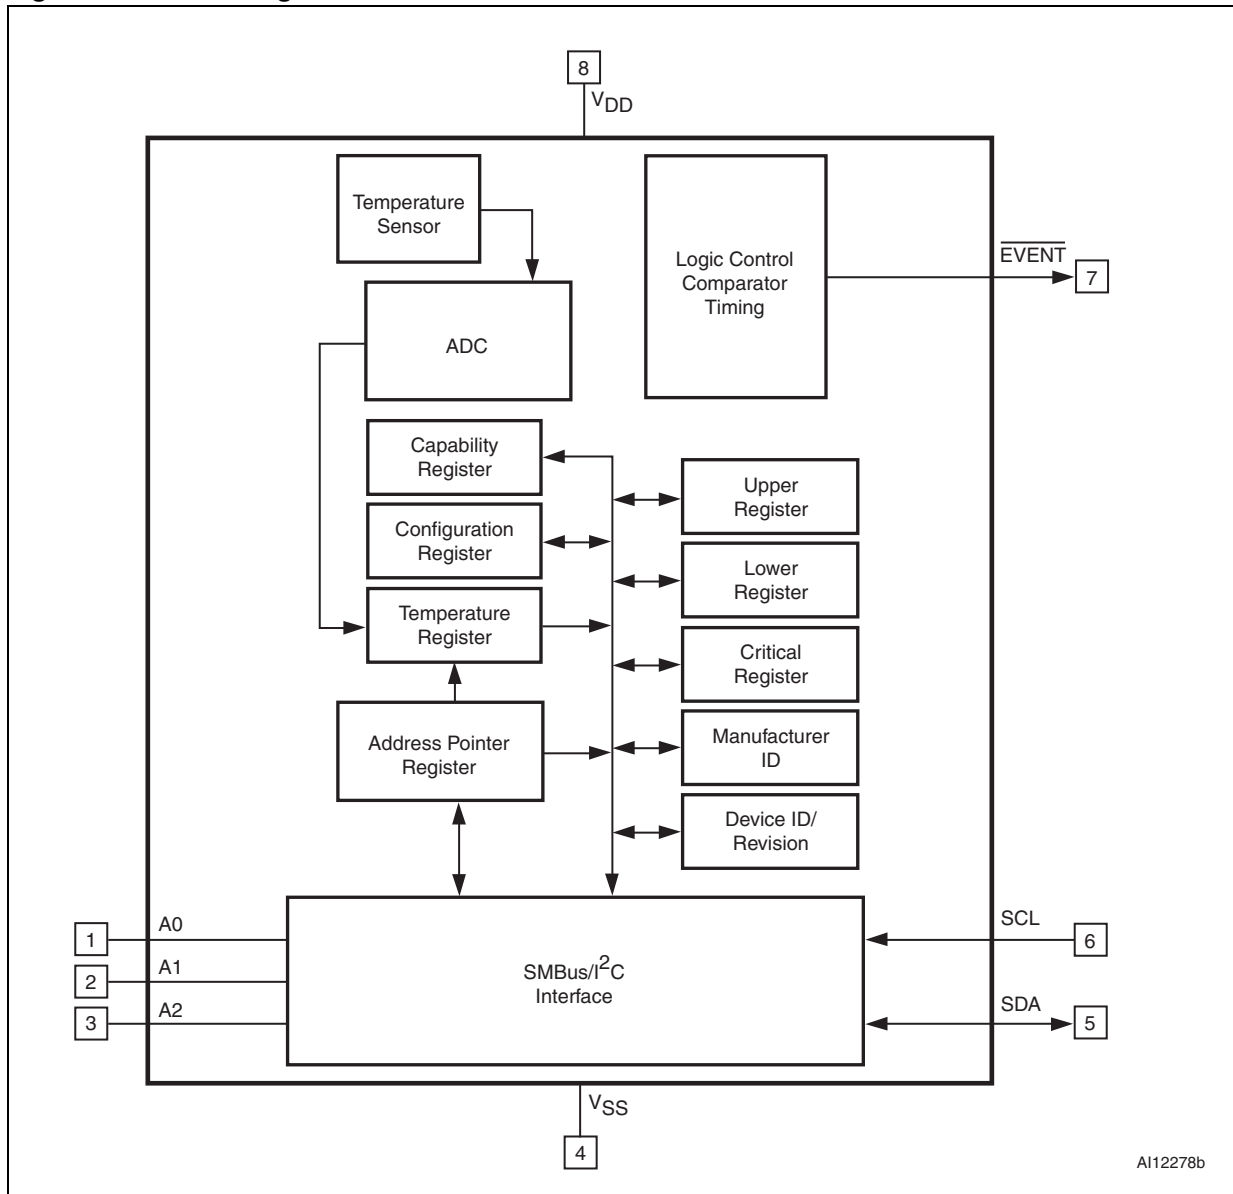 8
VDD
Temperature
Sensor
Logic Control
Comparator
Timing
EVENT
7
ADC
Capability
Register
Configuration
Register
Temperature
Register
Address Pointer
Register
Upper
Register
Lower
Register
Critical
Register
Manufacturer
ID
Device ID/
Revision
1
A0
2
A1
3
A2
SMBus/I²C
Interface
SCL
6
SDA
5
VSS
4
AI12278b